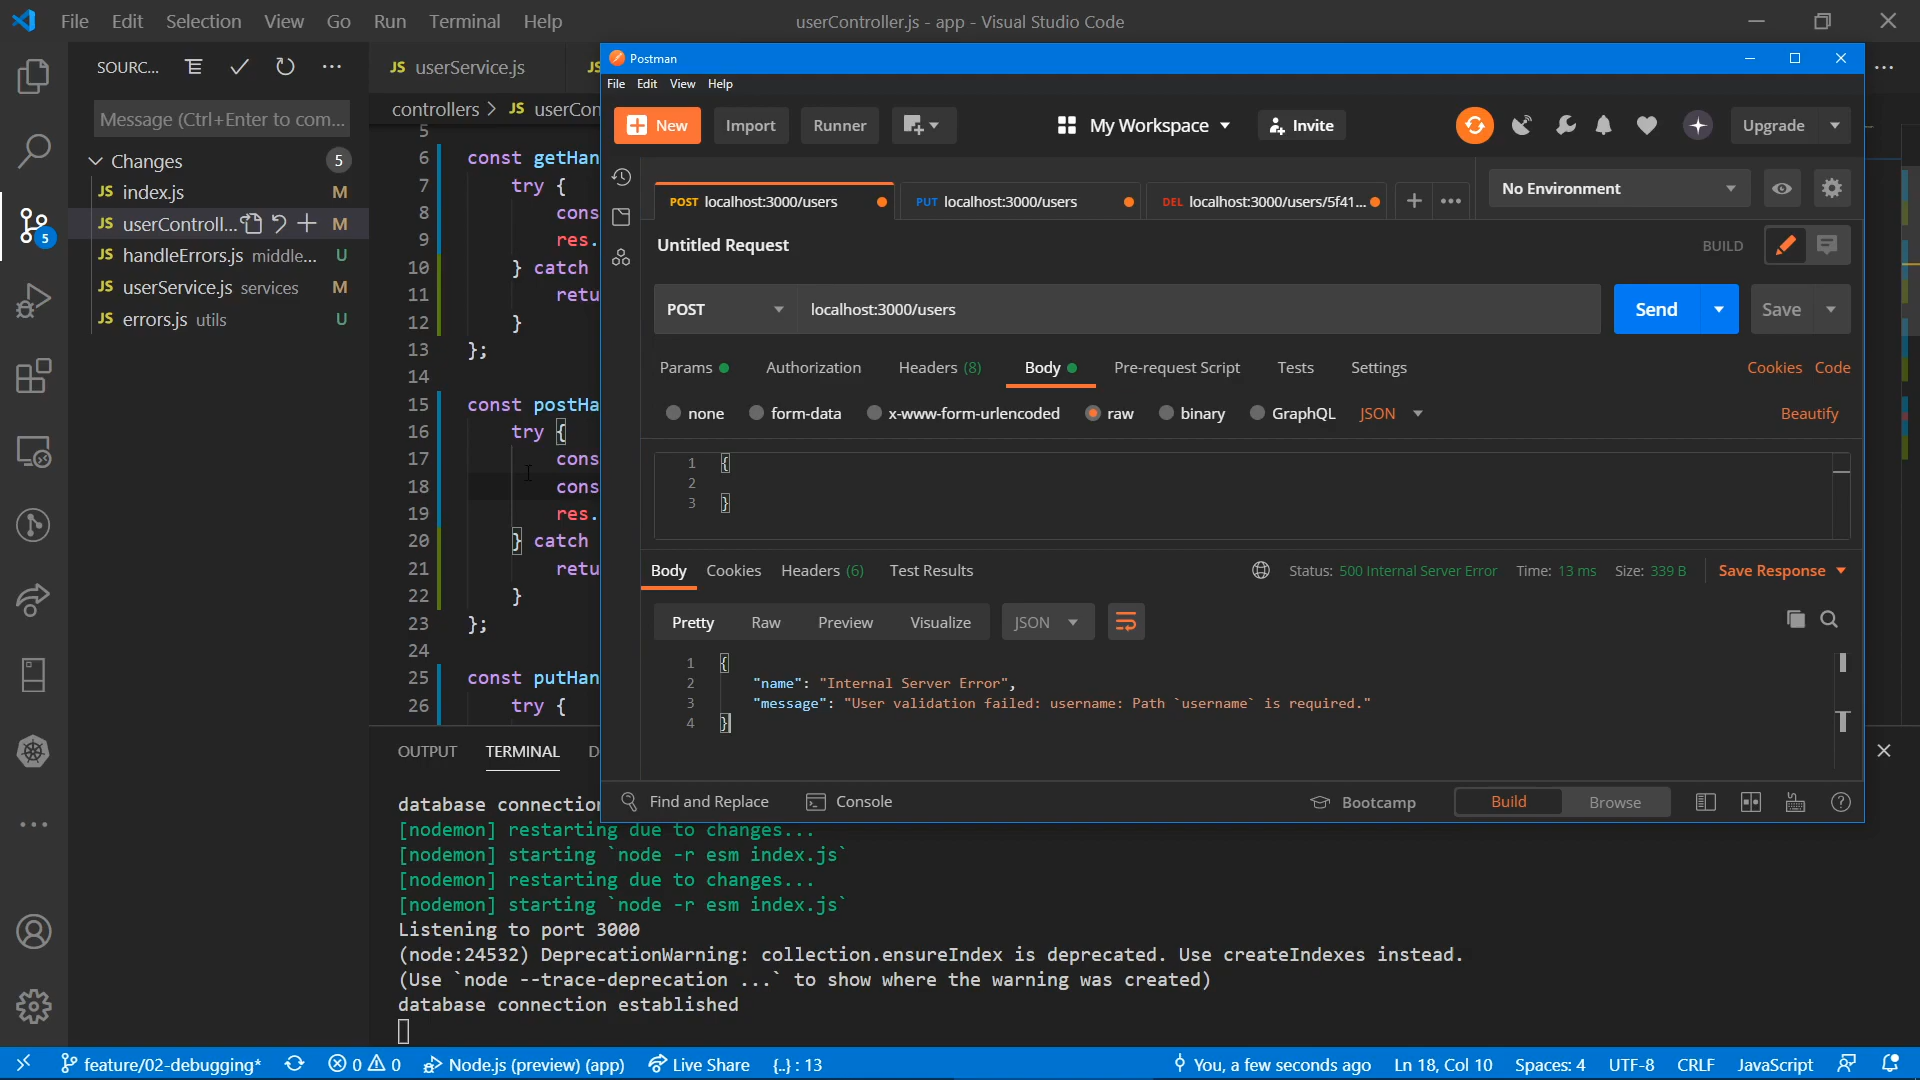 File Edit Selection View Go Run Terminal Help
userController.js - app - Visual Studio Code
SOURC...
Message (Ctrl+Enter to com...
Changes 5
JS index.js M
JS userControll... M
JS handleErrors.js middle... U
JS userService.js services M
JS errors.js utils U
5
JS userService.js
JS
controllers > JS userCon
5
6 const getHan
7 try {
8 cons
9 res.
10 } catch
11 retu
12 }
13 };
14
15 const postHa
16 try {
17 cons
18 cons
19 res.
20 } catch
21 retu
22 }
23 };
24
25 const putHan
26 try {
Postman
File Edit View Help
New Import Runner
My Workspace
Invite
Upgrade
POST localhost:3000/users
PUT localhost:3000/users
DEL localhost:3000/users/5f41...
No Environment
Untitled Request
BUILD
POST localhost:3000/users
Send Save
Params Authorization Headers (8) Body Pre-request Script Tests Settings
Cookies Code
none form-data x-www-form-urlencoded raw binary GraphQL JSON
Beautify
1 {
2
3 }
Body Cookies Headers (6) Test Results
Status: 500 Internal Server Error Time: 13 ms Size: 339 B
Save Response
Pretty Raw Preview Visualize JSON
1 {
2 "name": "Internal Server Error",
3 "message": "User validation failed: username: Path `username` is required."
4 }
Find and Replace Console
Bootcamp Build Browse
OUTPUT TERMINAL D
database connection
[nodemon] restarting due to changes...
[nodemon] starting `node -r esm index.js`
[nodemon] restarting due to changes...
[nodemon] starting `node -r esm index.js`
Listening to port 3000
(node:24532) DeprecationWarning: collection.ensureIndex is deprecated. Use createIndexes instead.
(Use `node --trace-deprecation ...` to show where the warning was created)
database connection established
feature/02-debugging* 0 0 Node.js (preview) (app) Live Share {..} : 13
You, a few seconds ago Ln 18, Col 10 Spaces: 4 UTF-8 CRLF JavaScript